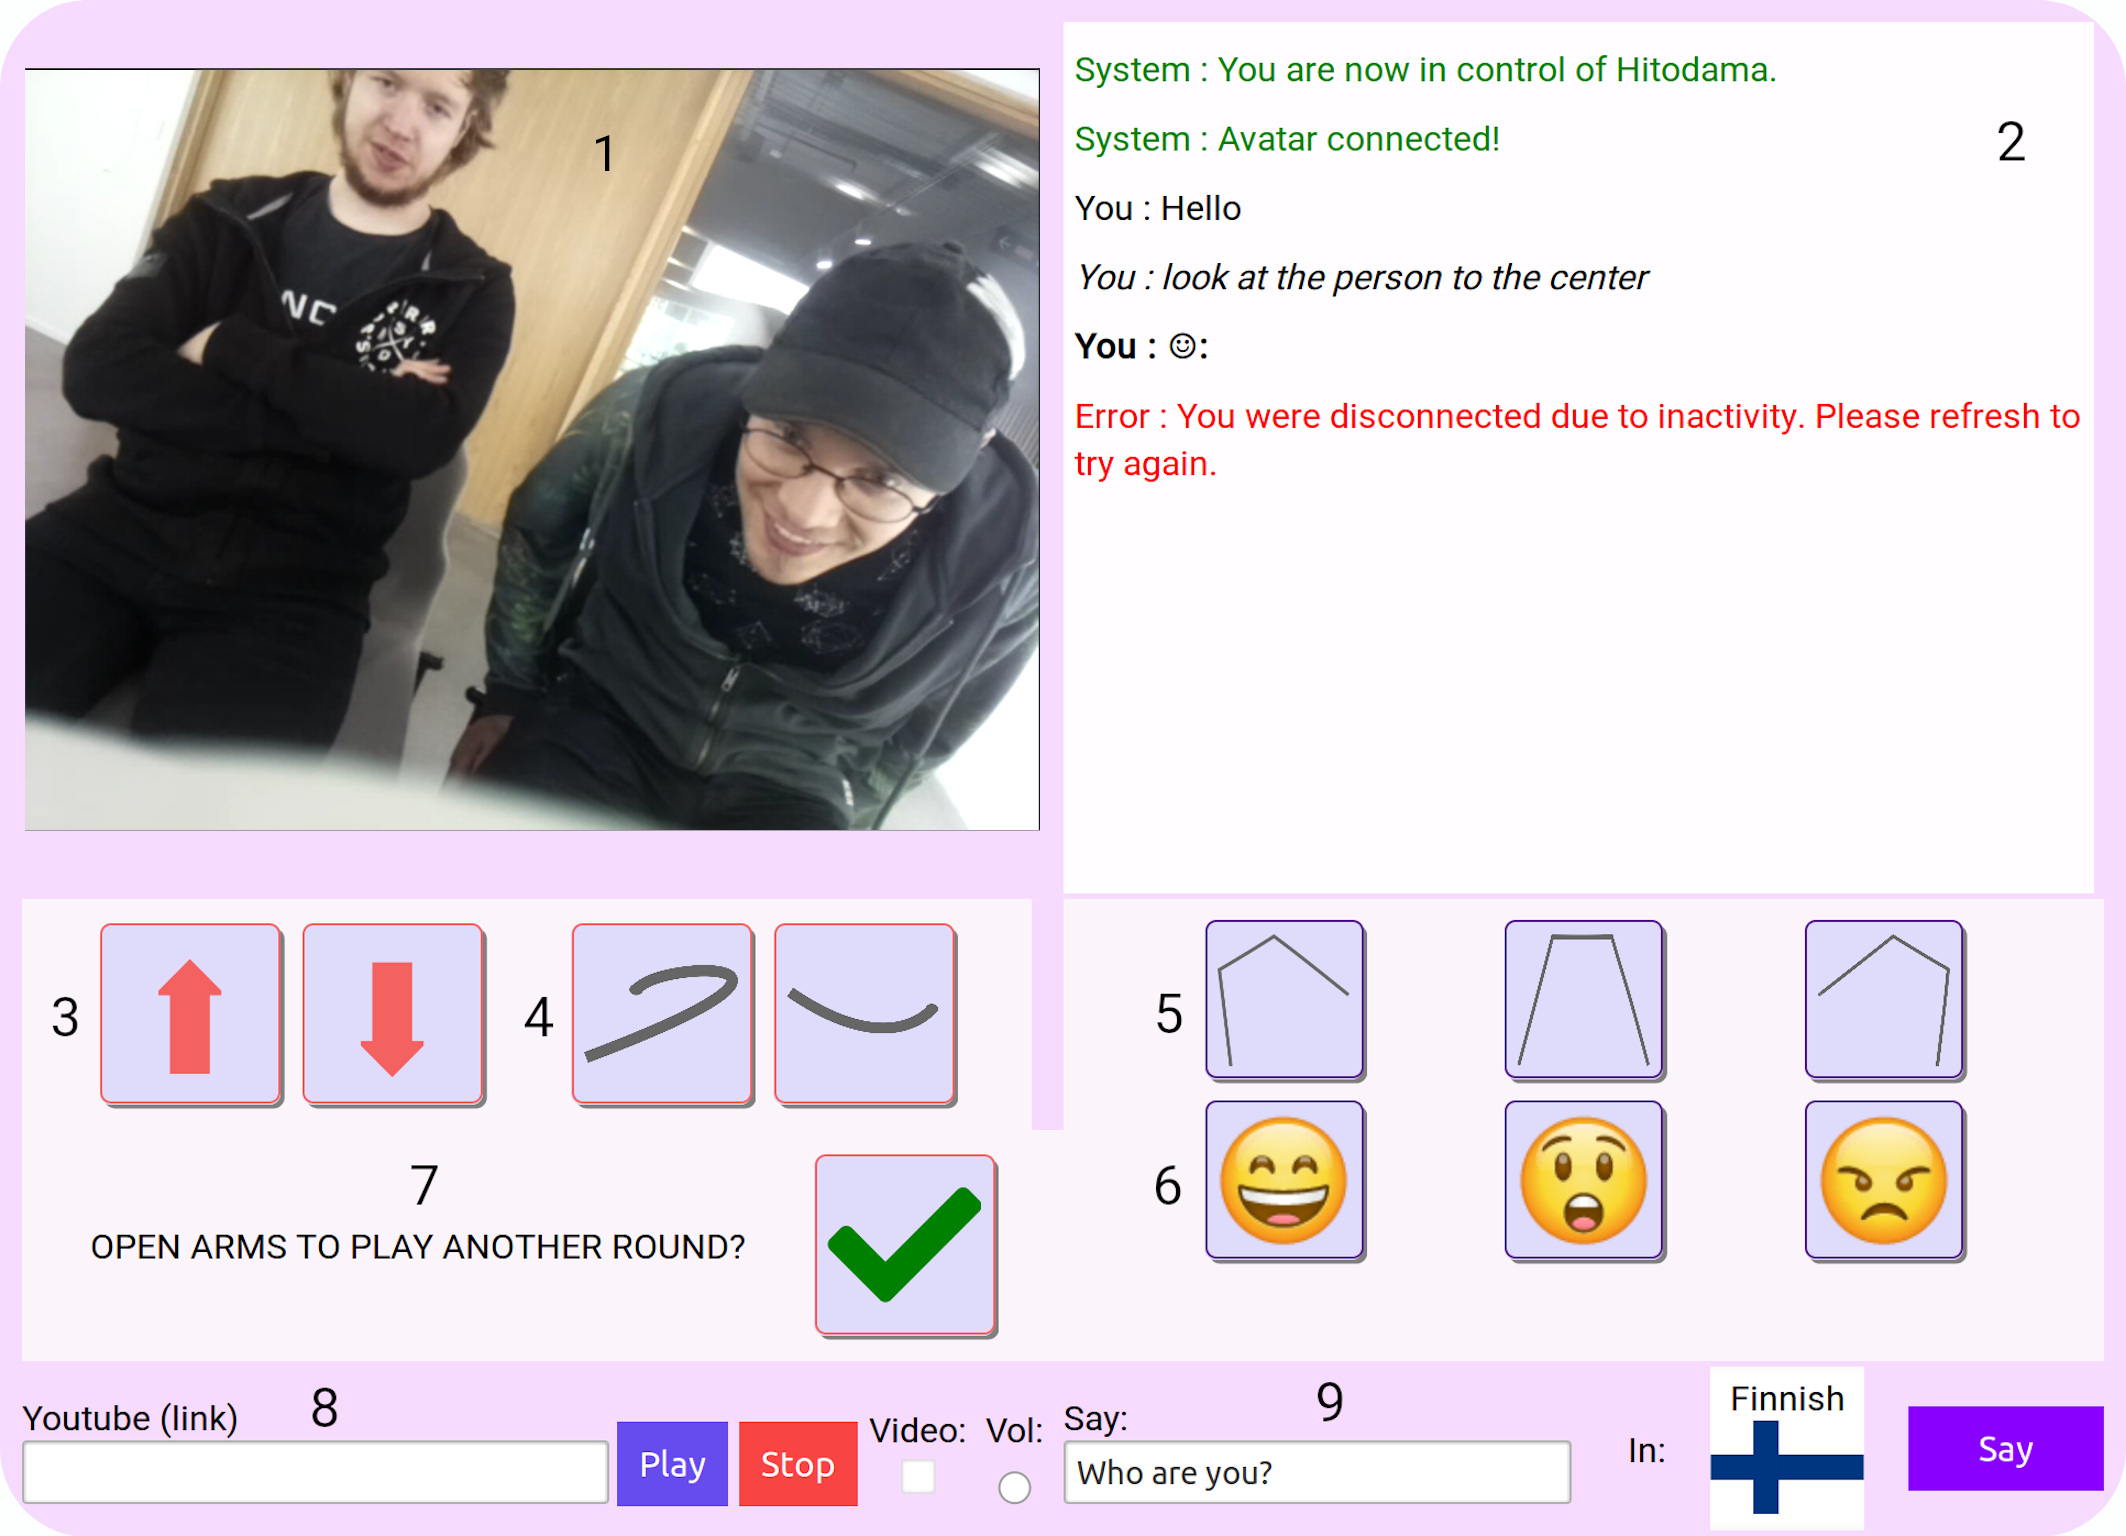 1
NC
System : You are now in control of Hitodama.
System : Avatar connected!
2
You : Hello
You : look at the person to the center
You : ☺:
Error : You were disconnected due to inactivity. Please refresh to
try again.
3
4
5
6
7
OPEN ARMS TO PLAY ANOTHER ROUND?
Youtube (link)
8
Play
Stop
Video:
Vol:
Say:
9
Who are you?
In:
Finnish
Say